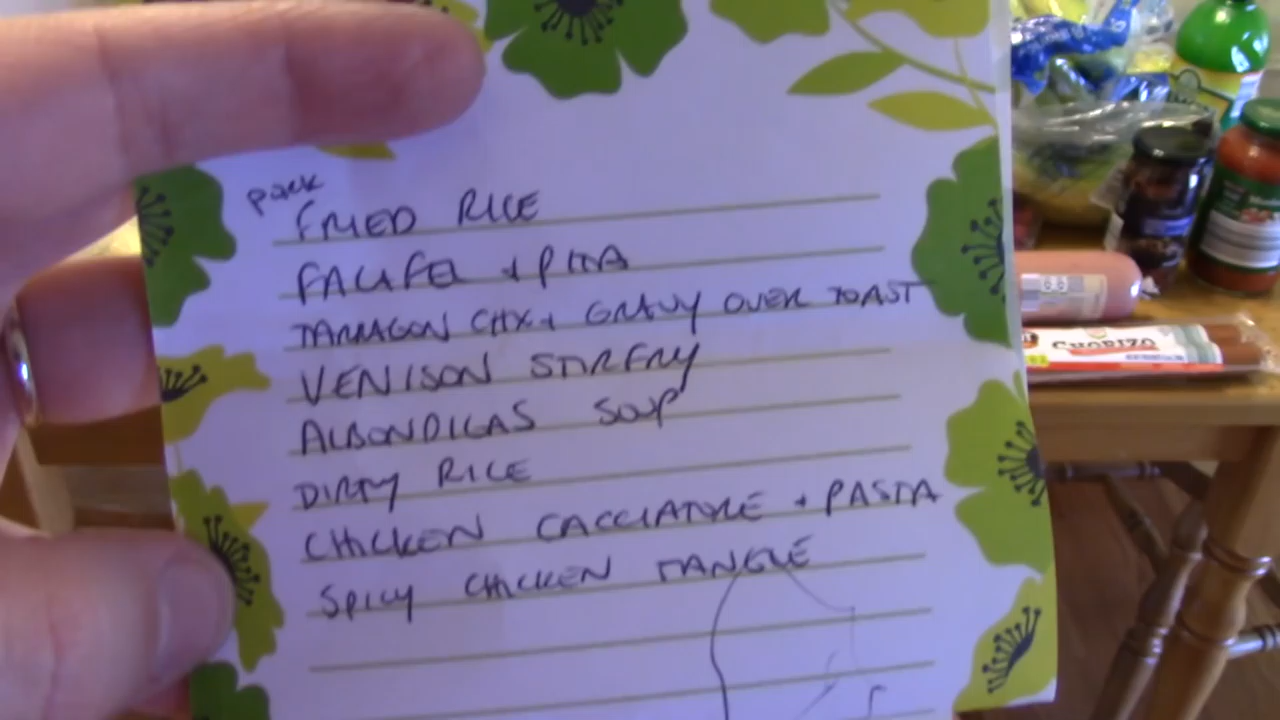 pork
FRIED RICE
FALAFEL + PITA
TARRAGON CHX + GRAVY OVER TOAST
VENISON STIRFRY
ALBONDIGAS SOUP
DIRTY RICE
CHICKEN CACCIATORE + PASTA
SPICY CHICKEN TANGLE
CHORIZO